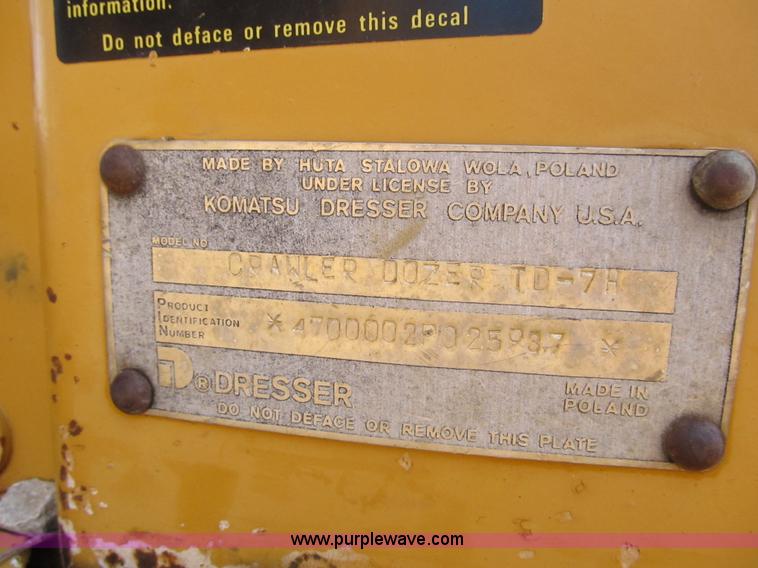 information.
Do not deface or remove this decal
MADE BY HUTA STALOWA WOLA, POLAND
UNDER LICENSE BY
KOMATSU DRESSER COMPANY U.S.A.
MODEL NO
CRAWLER DOZER TD-7H
PRODUCT
IDENTIFICATION
NUMBER
D ® DRESSER
MADE IN
POLAND
DO NOT DEFACE OR REMOVE THIS PLATE
www.purplewave.com